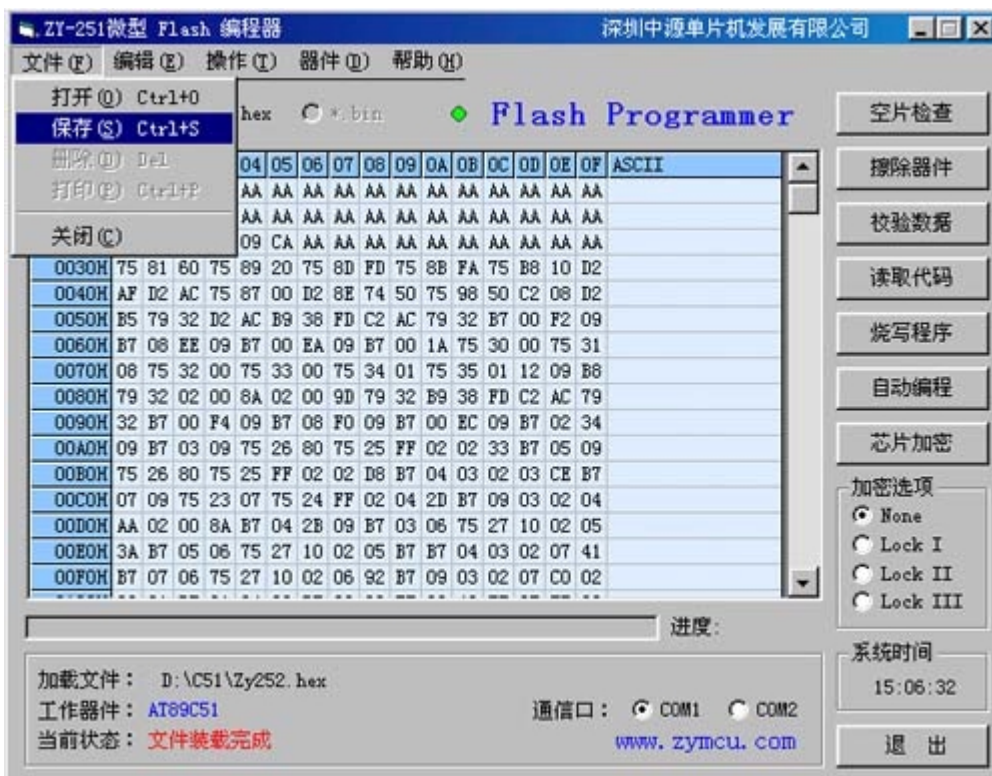 ZY-251微型 Flash 编程器 深圳中源单片机发展有限公司
文件(F) 编辑(E) 操作(T) 器件(D) 帮助(H)
打开(O) Ctrl+O
保存(S) Ctrl+S
删除(D) Del
打印(P) Ctrl+P
关闭(C)
hex *.bin Flash Programmer
04 05 06 07 08 09 0A 0B 0C 0D 0E 0F ASCII
AA AA AA AA AA AA AA AA AA AA AA AA
AA AA AA AA AA AA AA AA AA AA AA AA
09 CA AA AA AA AA AA AA AA AA AA AA
0030H 75 81 60 75 89 20 75 8D FD 75 8B FA 75 B8 10 D2
0040H AF D2 AC 75 87 00 D2 8E 74 50 75 98 50 C2 08 D2
0050H B5 79 32 D2 AC B9 38 FD C2 AC 79 32 B7 00 F2 09
0060H B7 08 EE 09 B7 00 EA 09 B7 00 1A 75 30 00 75 31
0070H 08 75 32 00 75 33 00 75 34 01 75 35 01 12 09 B8
0080H 79 32 02 00 8A 02 00 9D 79 32 B9 38 FD C2 AC 79
0090H 32 B7 00 F4 09 B7 08 F0 09 B7 00 EC 09 B7 02 34
00A0H 09 B7 03 09 75 26 80 75 25 FF 02 02 33 B7 05 09
00B0H 75 26 80 75 25 FF 02 02 D8 B7 04 03 02 03 CE B7
00C0H 07 09 75 23 07 75 24 FF 02 04 2D B7 09 03 02 04
00D0H AA 02 00 8A B7 04 2B 09 B7 03 06 75 27 10 02 05
00E0H 3A B7 05 06 75 27 10 02 05 B7 B7 04 03 02 07 41
00F0H B7 07 06 75 27 10 02 06 92 B7 09 03 02 07 C0 02
进度:
加载文件: D:\C51\Zy252.hex
工作器件: AT89C51
通信口: COM1 COM2
当前状态: 文件装载完成
www.zymcu.com
空片检查
擦除器件
校验数据
读取代码
烧写程序
自动编程
芯片加密
加密选项
None
Lock I
Lock II
Lock III
系统时间
15:06:32
退 出